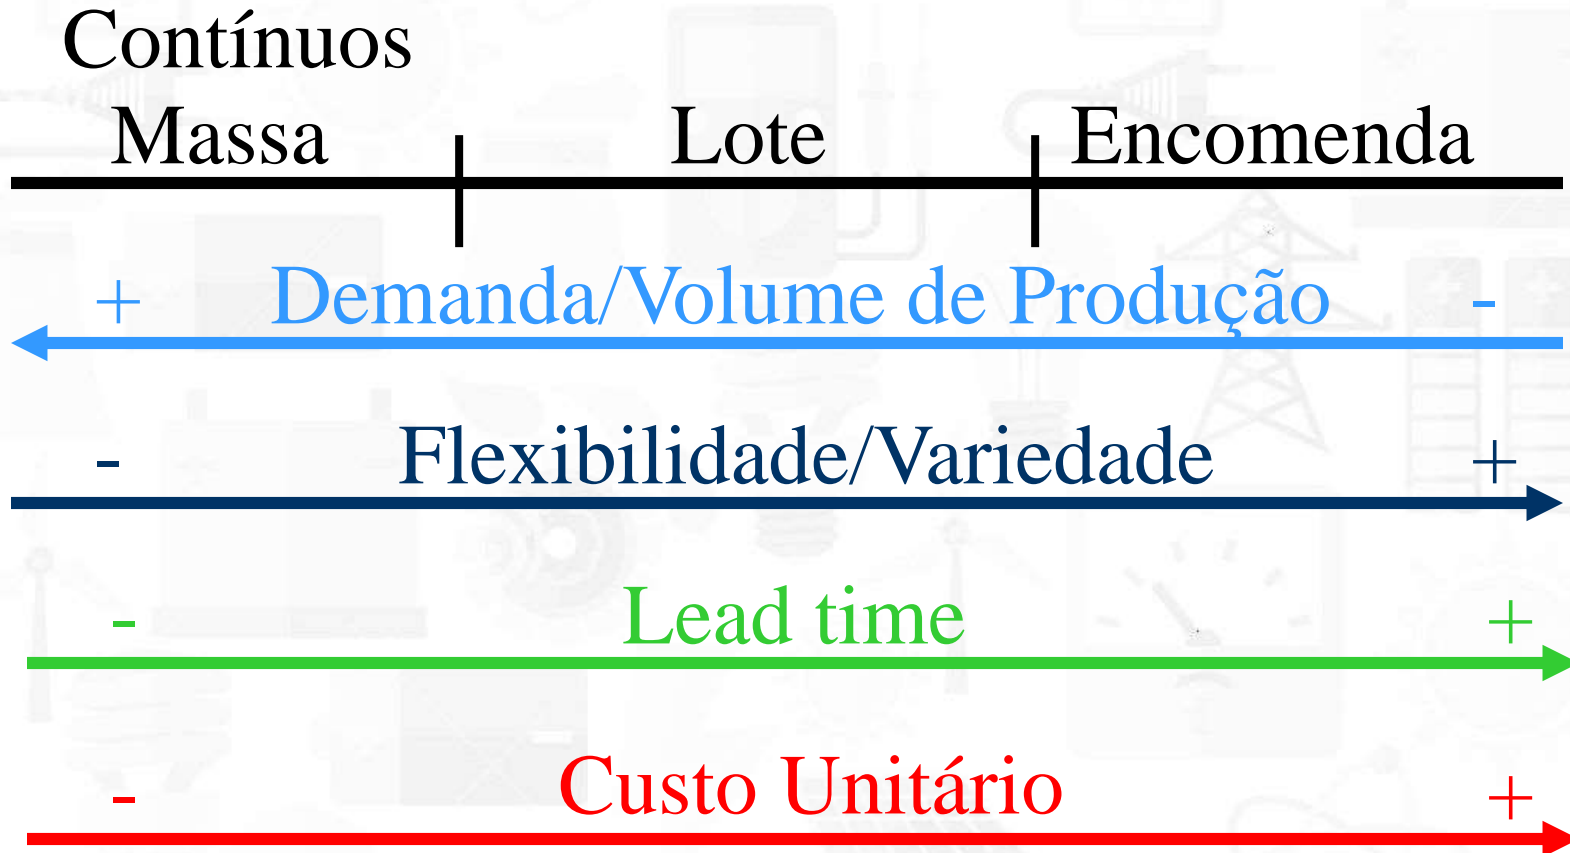 Contínuos
Massa Lote Encomenda
+ Demanda/Volume de Produção -
- Flexibilidade/Variedade +
- Lead time +
- Custo Unitário +